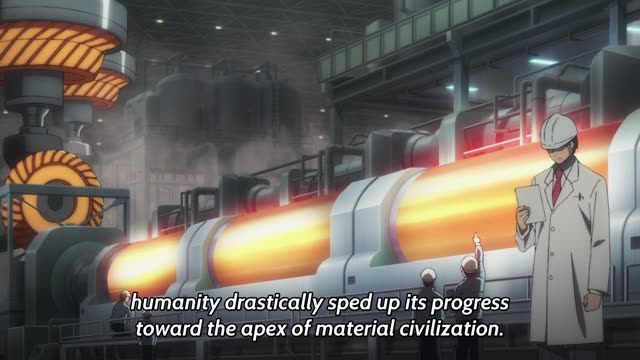 humanity drastically sped up its progress
toward the apex of material civilization.